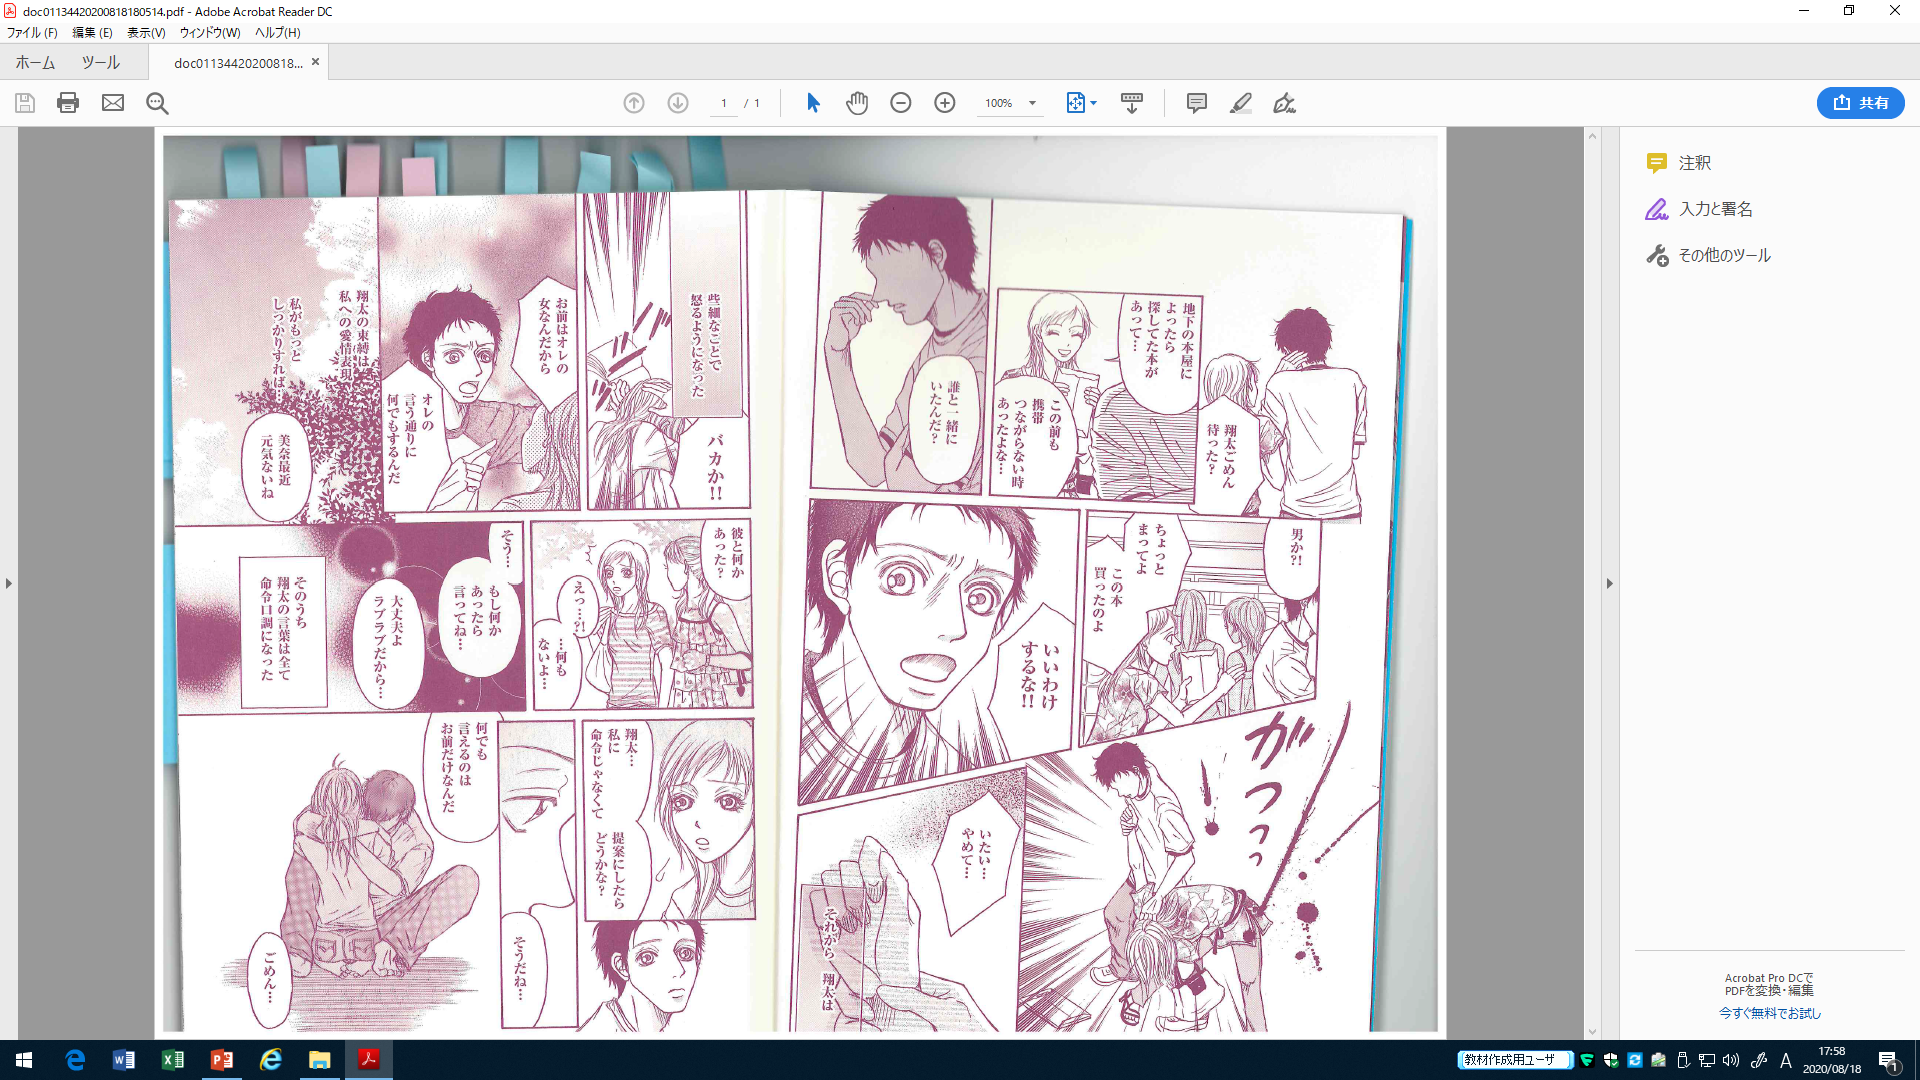 doc01134420200818180514.pdf - Adobe Acrobat Reader DC
ファイル (F)
編集 (E)
表示(V)
ウィンドウ(W)
ヘルプ(H)
ホーム
ツール
doc01134420200818...
1
/ 1
100%
共有
注釈
入力と署名
その他のツール
地下の本屋に
よったら
探してた本が
あって…
翔太ごめん
待った?
この前も
携帯
つながらない時
あったよな…
誰と一緒に
いたんだ?
男か?!
ちょっと
まってよ
この本
買ったのよ
いいわけ
するな!!
ガッッッ
いたい…
やめて…
それから 翔太は
些細なことで
怒るようになった
バカか!!
お前はオレの
女なんだから
オレの
言う通りに
何でもするんだ
翔太の束縛は
私への愛情表現
私がもっと
しっかりすれば…
美奈最近
元気ないね
彼と何か
あった?
えっ…?!
…何も
ないよ…
そう…
もし何か
あったら
言ってね…
大丈夫よ
ラブラブだから…
そのうち
翔太の言葉は全て
命令口調になった
翔太…
私に
命令じゃなくて
提案にしたら
どうかな?
そうだね…
何でも
言えるのは
お前だけなんだ
ごめん…
Acrobat Pro DCで
PDFを変換・編集
今すぐ無料でお試し
教材作成用ユーザ
A
17:58
2020/08/18
1